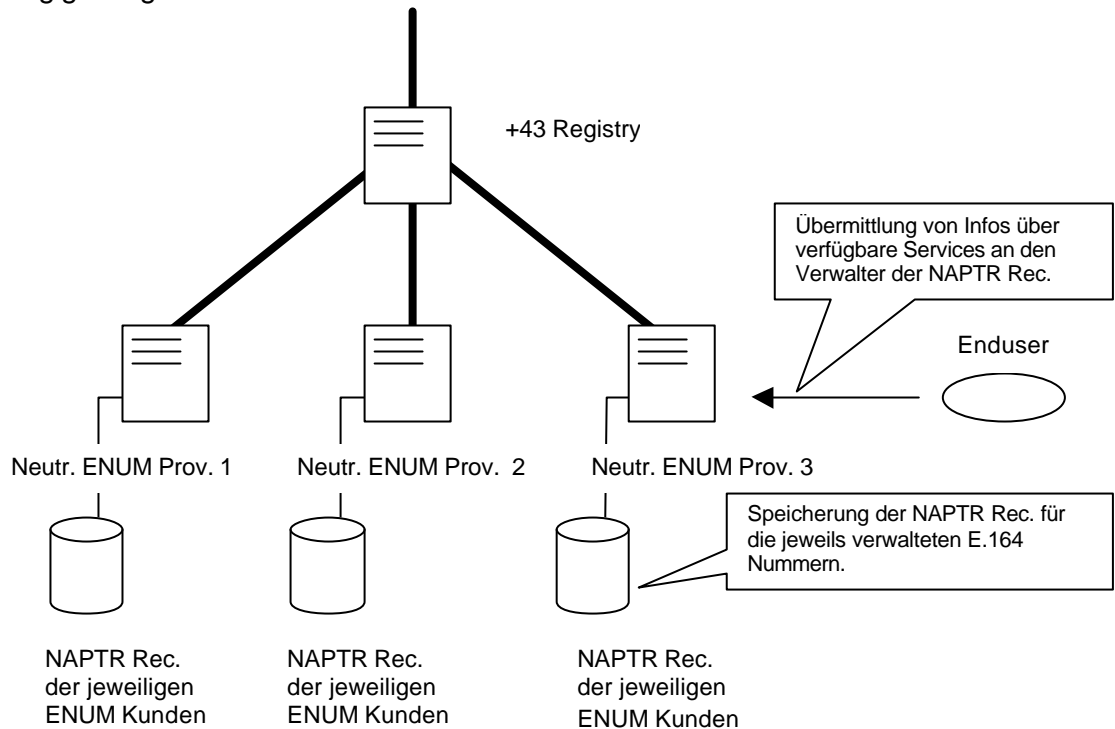 +43 Registry
Übermittlung von Infos über
verfügbare Services an den
Verwalter der NAPTR Rec.
Enduser
Neutr. ENUM Prov. 1
Neutr. ENUM Prov. 2
Neutr. ENUM Prov. 3
Speicherung der NAPTR Rec. für
die jeweils verwalteten E.164
Nummern.
NAPTR Rec.
der jeweiligen
ENUM Kunden
NAPTR Rec.
der jeweiligen
ENUM Kunden
NAPTR Rec.
der jeweiligen
ENUM Kunden